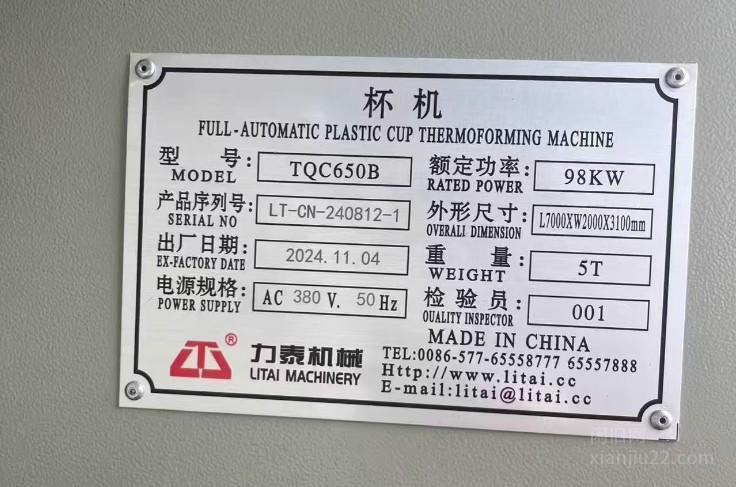 杯机
FULL-AUTOMATIC PLASTIC CUP THERMOFORMING MACHINE
型 号: TQC650B
MODEL
额定功率: 98KW
RATED POWER
产品序列号: LT-CN-240812-1
SERIAL NO
外形尺寸: L7000XW2000X3100mm
OVERALI DIMENSION
出厂日期: 2024.11.04
EX-FACTORY DATE
重 量: 5T
WEIGHT
电源规格: AC 380 V. 50 Hz
POWER SUPPLY
检验员: 001
QUALITY INSPECTOR
MADE IN CHINA
® 力泰机械
LITAI MACHINERY
TEL:0086-577-65558777 65557888
Http://www.litai.cc
E-mail:litai@litai.cc
xianjiu22.com